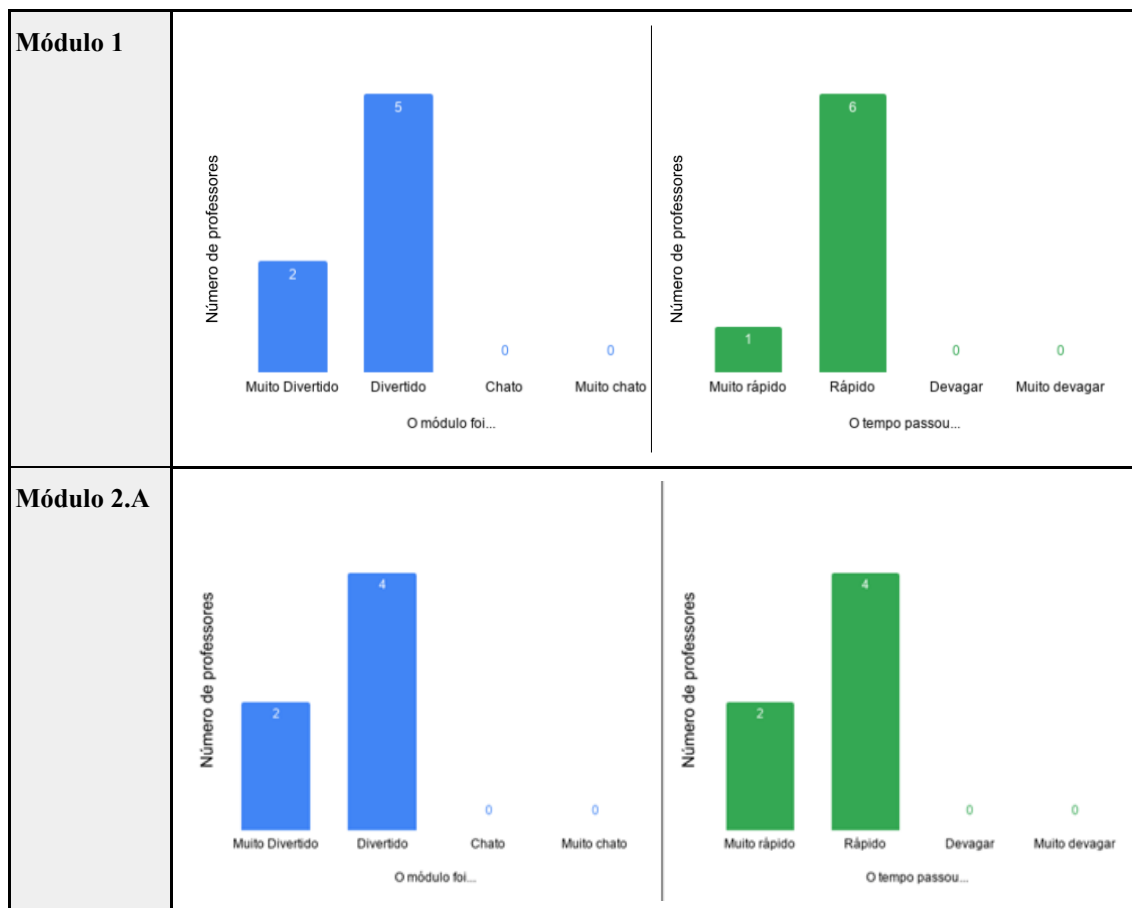 Módulo 1
Número de professores
2
5
0
0
Muito Divertido
Divertido
Chato
Muito chato
O módulo foi...
Número de professores
1
6
0
0
Muito rápido
Rápido
Devagar
Muito devagar
O tempo passou...
Módulo 2.A
Número de professores
2
4
0
0
Muito Divertido
Divertido
Chato
Muito chato
O módulo foi...
Número de professores
2
4
0
0
Muito rápido
Rápido
Devagar
Muito devagar
O tempo passou...